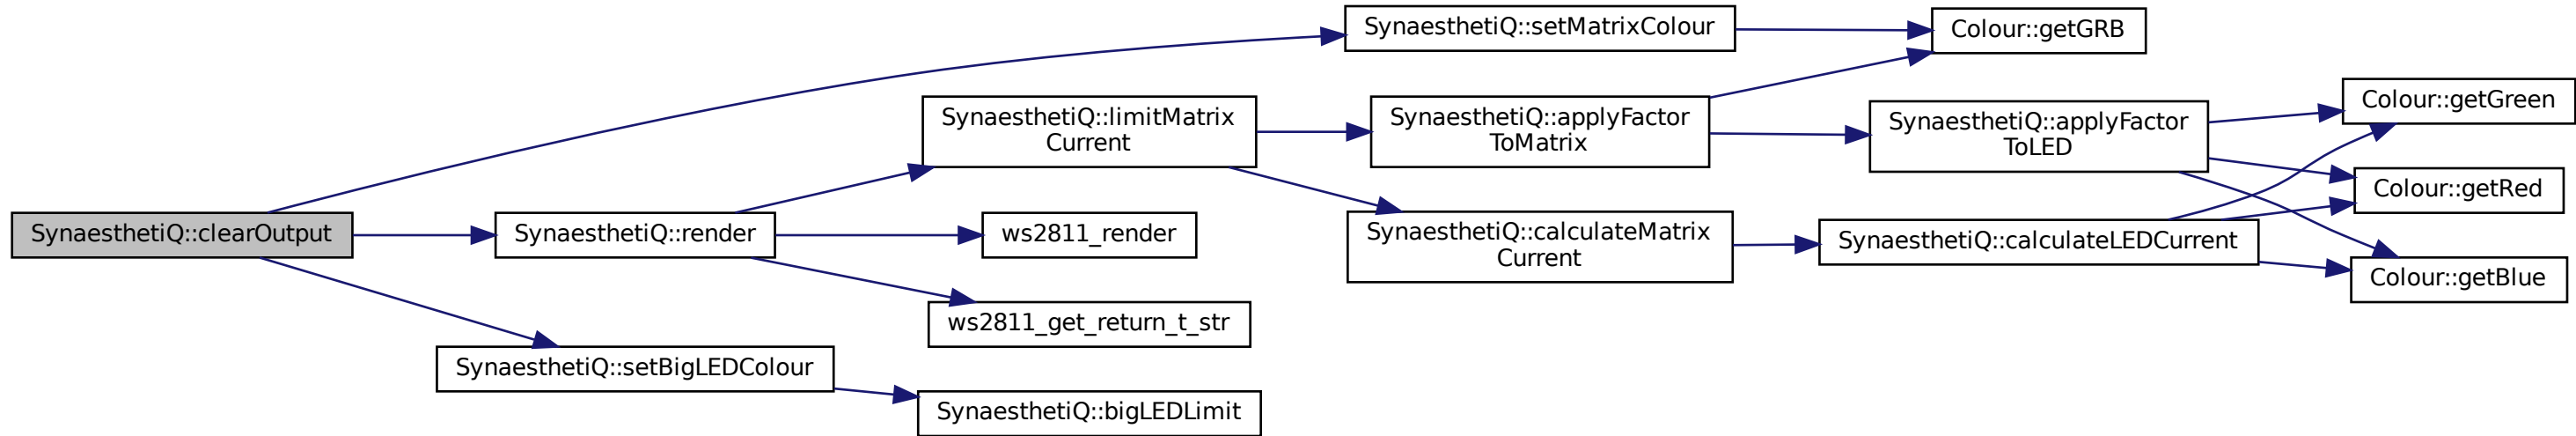 SynaesthetiQ::clearOutput
SynaesthetiQ::render
SynaesthetiQ::setBigLEDColour
SynaesthetiQ::limitMatrix
Current
ws2811_render
ws2811_get_return_t_str
SynaesthetiQ::bigLEDLimit
SynaesthetiQ::setMatrixColour
SynaesthetiQ::applyFactor
ToMatrix
SynaesthetiQ::calculateMatrix
Current
Colour::getGRB
SynaesthetiQ::applyFactor
ToLED
SynaesthetiQ::calculateLEDCurrent
Colour::getGreen
Colour::getRed
Colour::getBlue